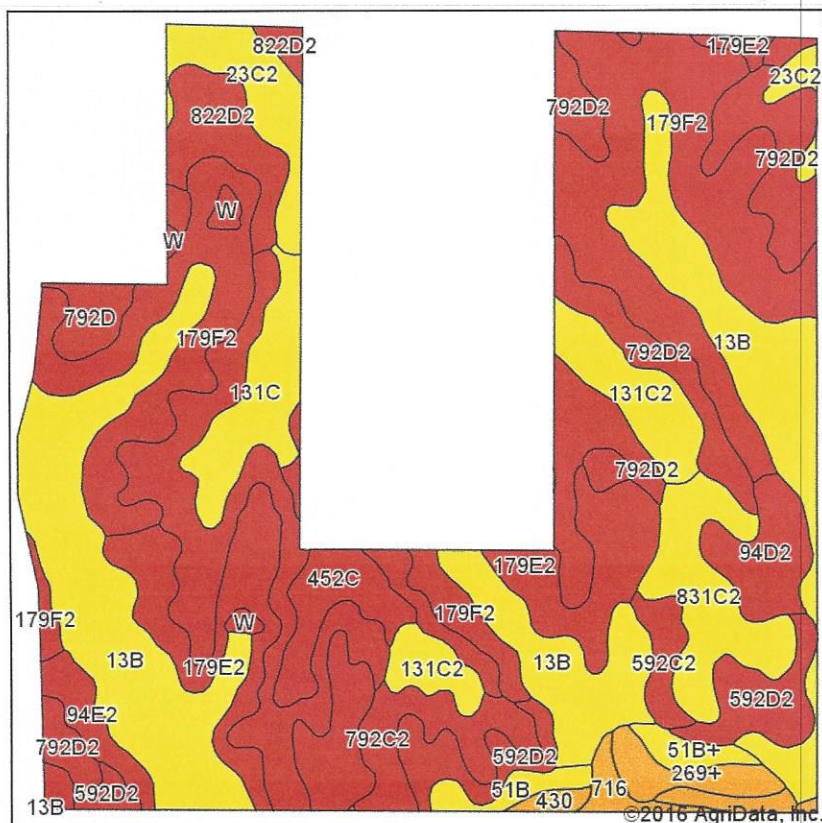 822D2
179E2
23C2
23C2
822D2
792D2
179F2
792D2
W
W
792D
179F2
13B
792D2
131C
131C2
792D2
94D2
452C
179E2
831C2
179F2
179F2
W
13B
179E2
131C2
13B
592C2
94E2
592D2
792D2
792C2
592D2
51B+
269+
592D2
51B
716
430
13B
©2016 AgriData, Inc.